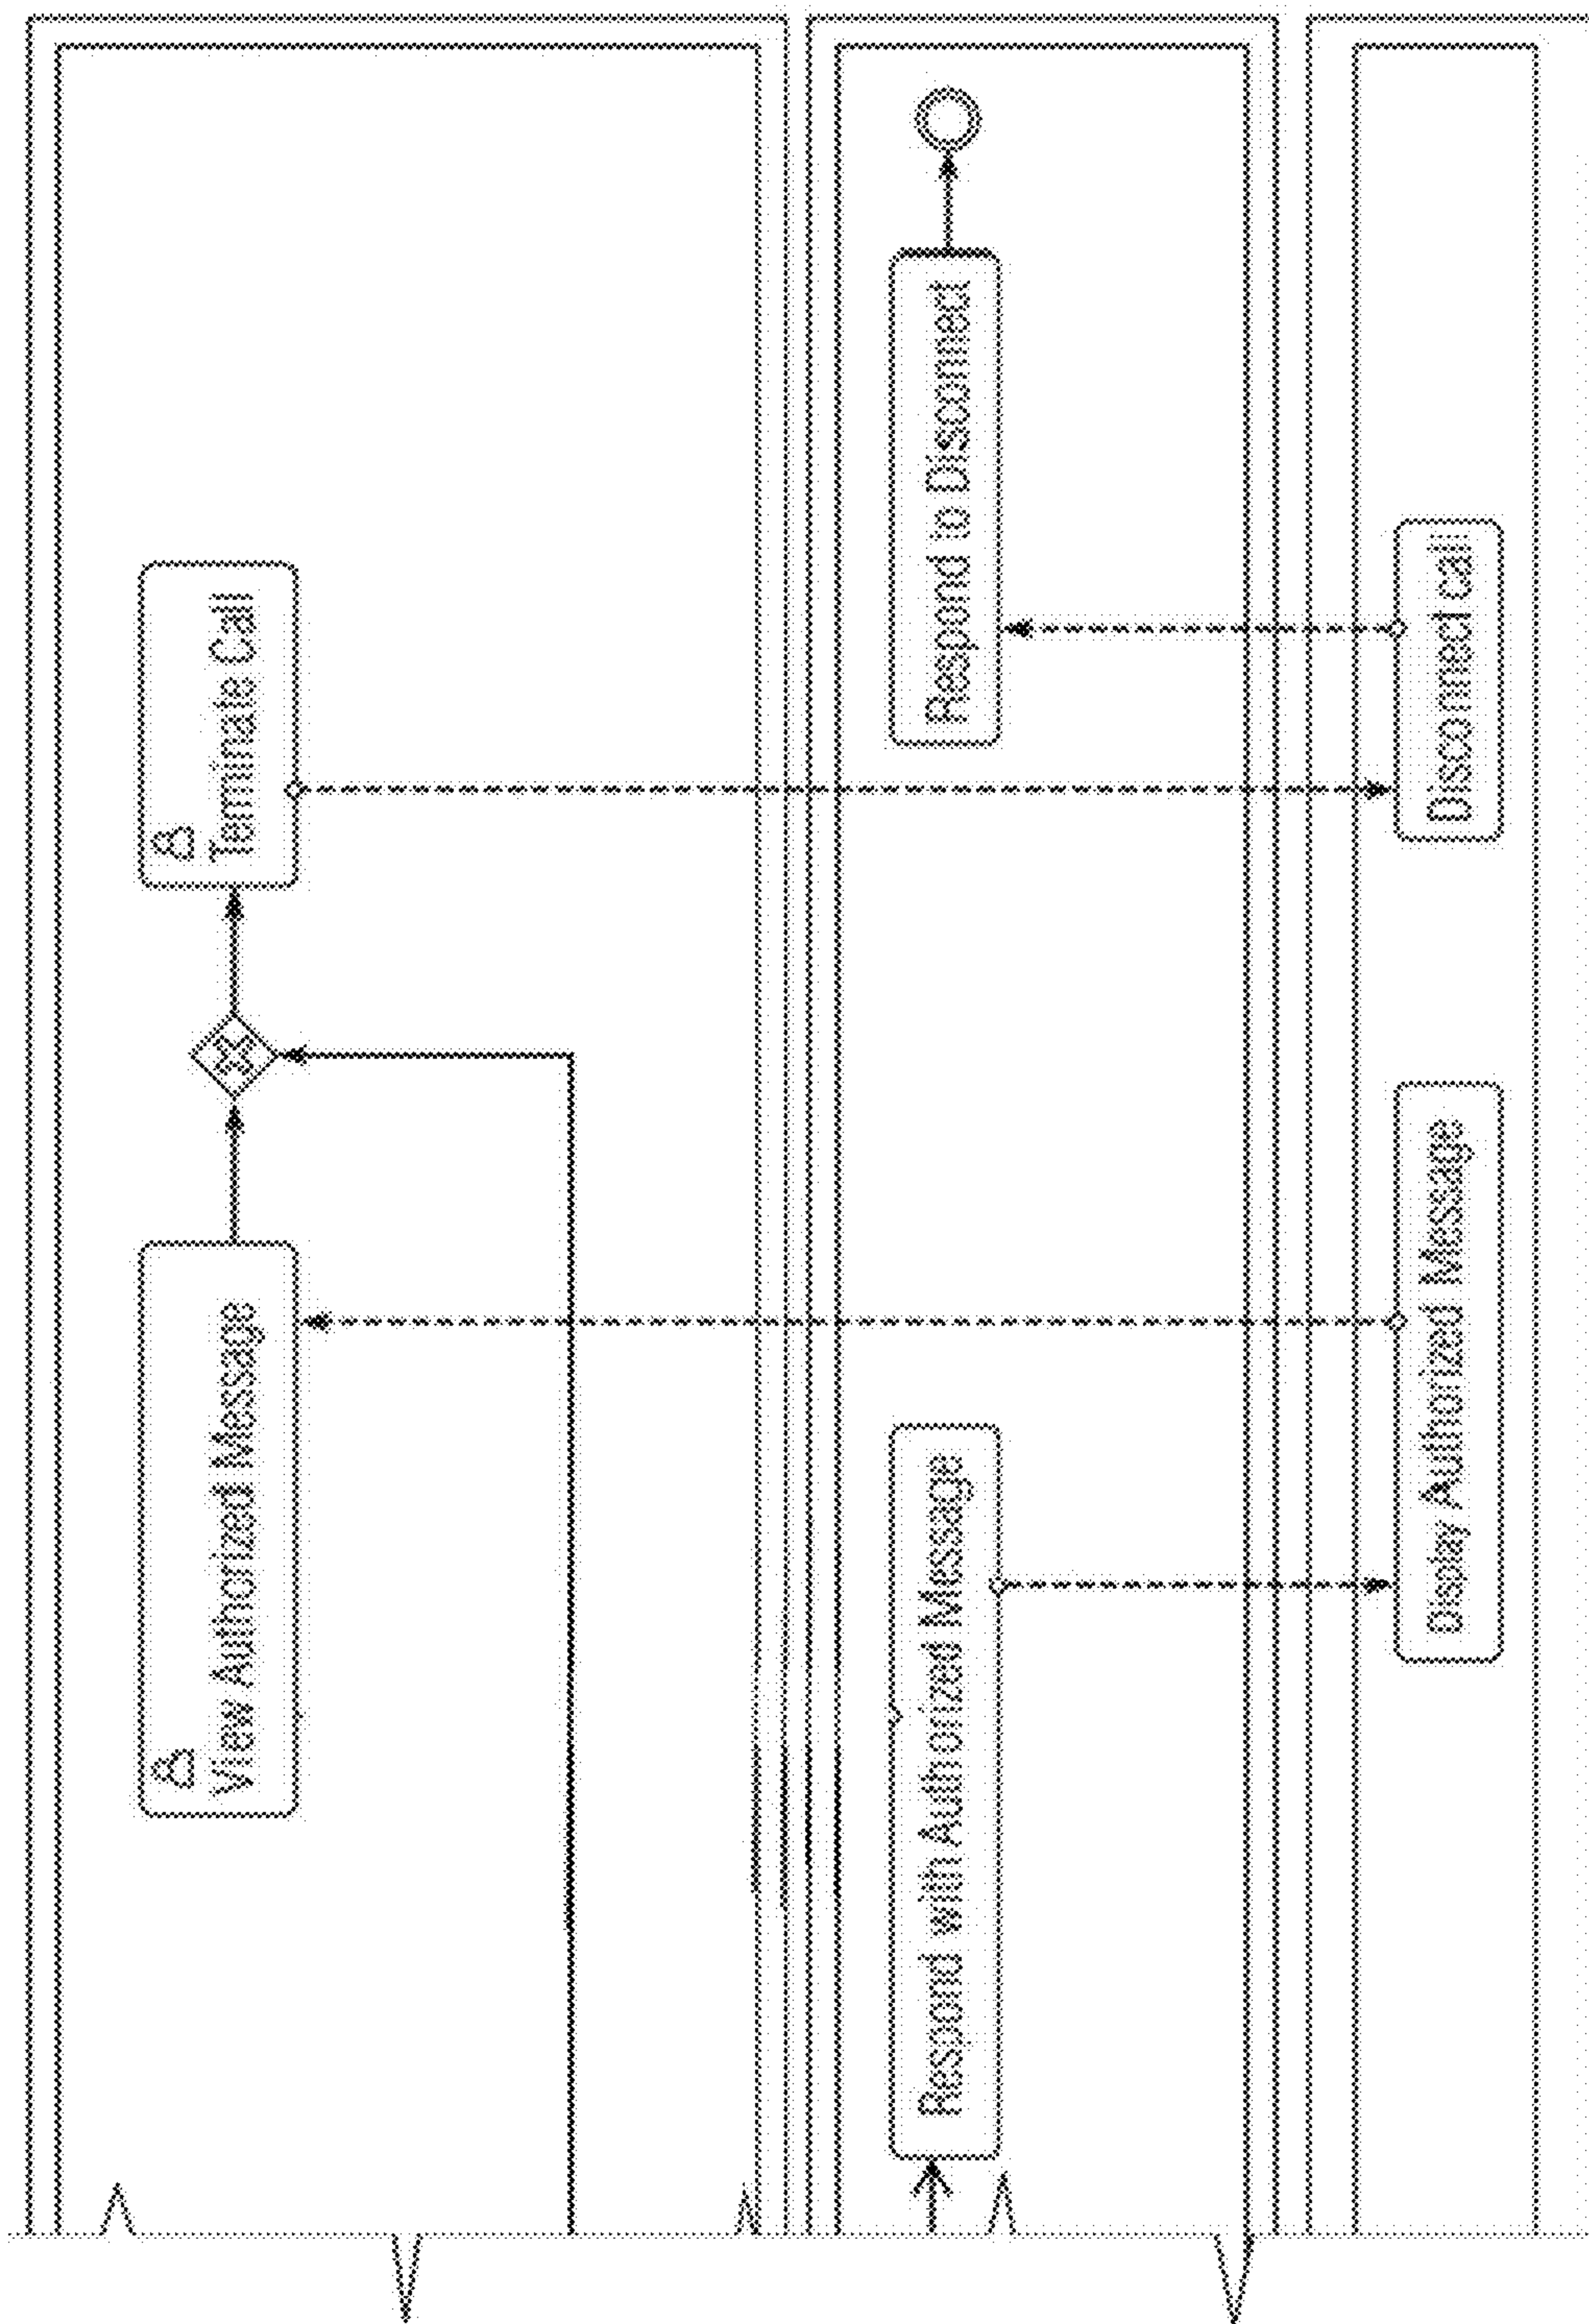 View Authorized Message
Terminate Call
Respond with Authorized Message
Respond to Disconnect
Display Authorized Message
Disconnect call